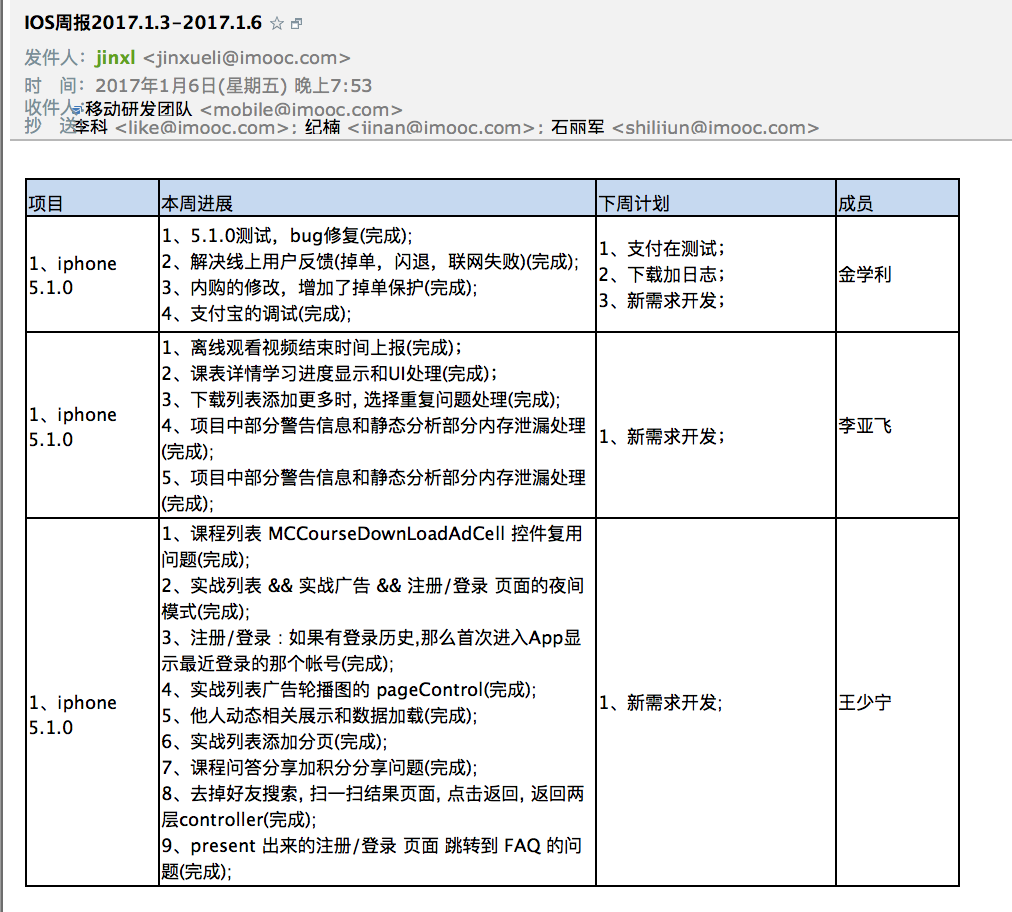 IOS周报2017.1.3-2017.1.6
发件人：jinxl <jinxueli@imooc.com>
时 间：2017年1月6日(星期五) 晚上7:53
收件人：移动研发团队 <mobile@imooc.com>
抄 送 李科 <like@imooc.com>; 纪楠 <jinan@imooc.com>; 石丽军 <shilijun@imooc.com>
项目 本周进展 下周计划 成员
1、iphone
5.1.0
1、5.1.0测试，bug修复(完成);
2、解决线上用户反馈(掉单，闪退，联网失败)(完成);
3、内购的修改，增加了掉单保护(完成);
4、支付宝的调试(完成);
1、支付在测试；
2、下载加日志；
3、新需求开发；
金学利
1、iphone
5.1.0
1、离线观看视频结束时间上报(完成)；
2、课表详情学习进度显示和UI处理(完成)；
3、下载列表添加更多时, 选择重复问题处理(完成);
4、项目中部分警告信息和静态分析部分内存泄漏处理
(完成);
5、项目中部分警告信息和静态分析部分内存泄漏处理
(完成);
1、新需求开发；
李亚飞
1、iphone
5.1.0
1、课程列表 MCCourseDownLoadAdCell 控件复用
问题(完成);
2、实战列表 && 实战广告 && 注册/登录 页面的夜间
模式(完成);
3、注册/登录：如果有登录历史,那么首次进入App显
示最近登录的那个帐号(完成);
4、实战列表广告轮播图的 pageControl(完成);
5、他人动态相关展示和数据加载(完成);
6、实战列表添加分页(完成);
7、课程问答分享加积分分享问题(完成);
8、去掉好友搜索, 扫一扫结果页面, 点击返回, 返回两
层controller(完成);
9、present 出来的注册/登录 页面 跳转到 FAQ 的问
题(完成);
1、新需求开发;
王少宁